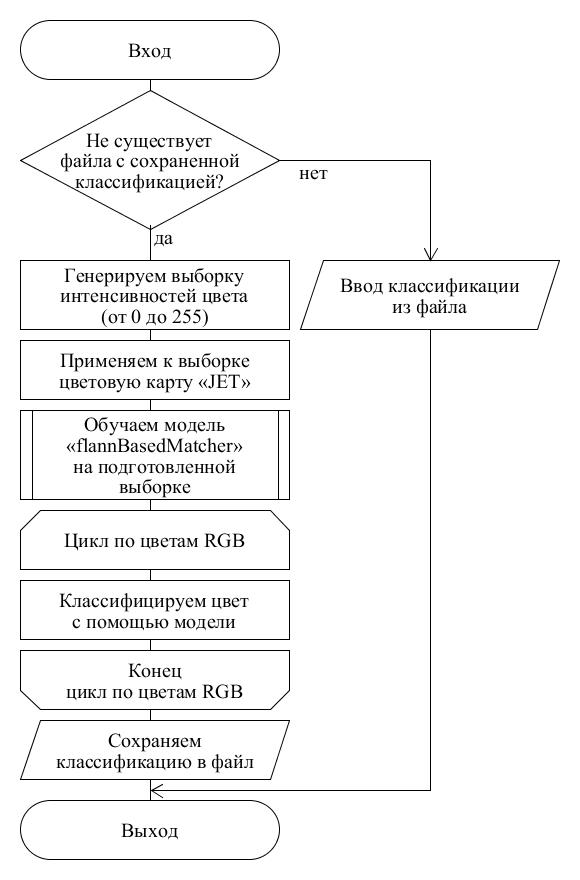 Вход
Не существует
файла с сохраненной
классификацией?
нет
да
Генерируем выборку
интенсивностей цвета
(от 0 до 255)
Ввод классификации
из файла
Применяем к выборке
цветовую карту «JET»
Обучаем модель
«flannBasedMatcher»
на подготовленной
выборке
Цикл по цветам RGB
Классифицируем цвет
с помощью модели
Конец
цикл по цветам RGB
Сохраняем
классификацию в файл
Выход